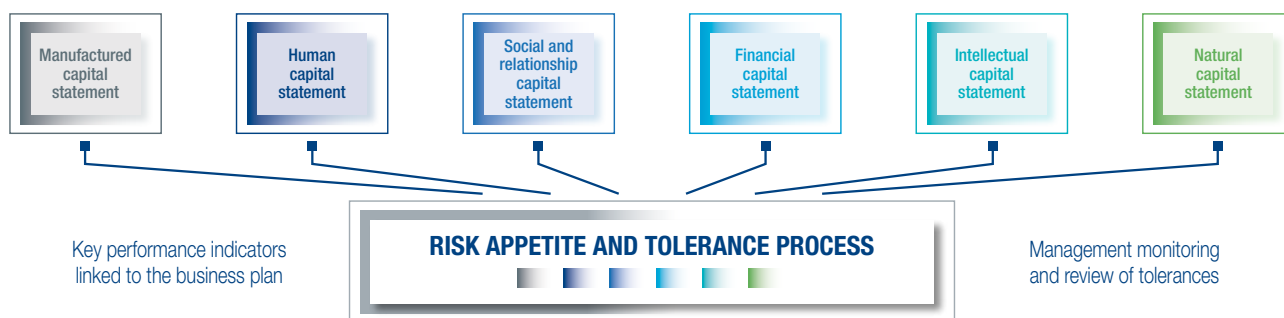 Manufactured
capital
statement
Human
capital
statement
Social and
relationship
capital
statement
Financial
capital
statement
Intellectual
capital
statement
Natural
capital
statement
Key performance indicators
linked to the business plan
RISK APPETITE AND TOLERANCE PROCESS
Management monitoring
and review of tolerances